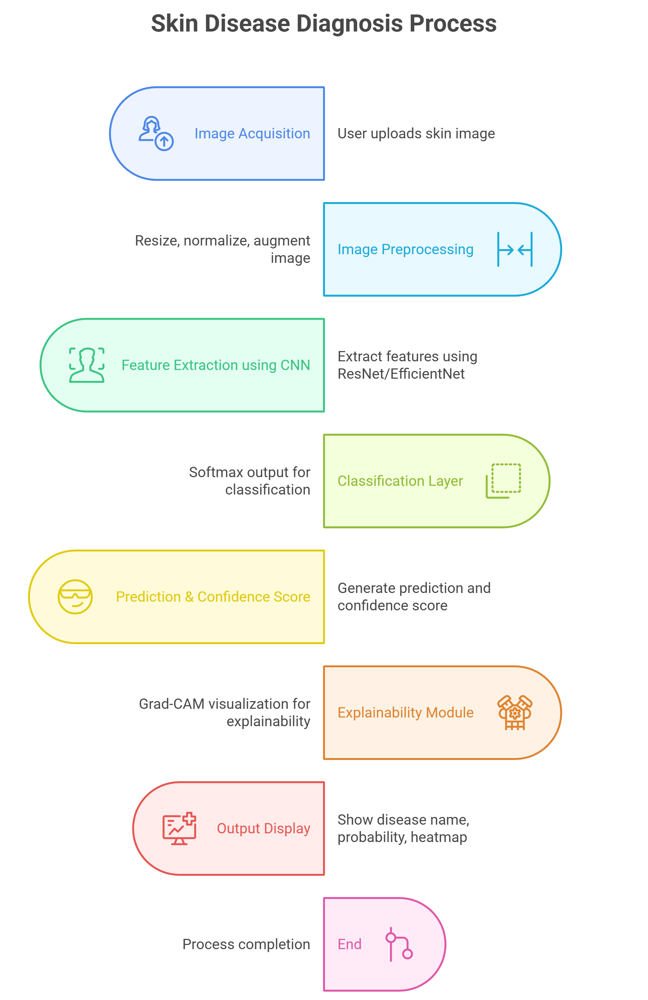 Skin Disease Diagnosis Process
Image Acquisition
User uploads skin image
Resize, normalize, augment
image
Image Preprocessing
Feature Extraction using CNN
Extract features using
ResNet/EfficientNet
Softmax output for
classification
Classification Layer
Prediction & Confidence Score
Generate prediction and
confidence score
Grad-CAM visualization for
explainability
Explainability Module
Output Display
Show disease name,
probability, heatmap
Process completion
End